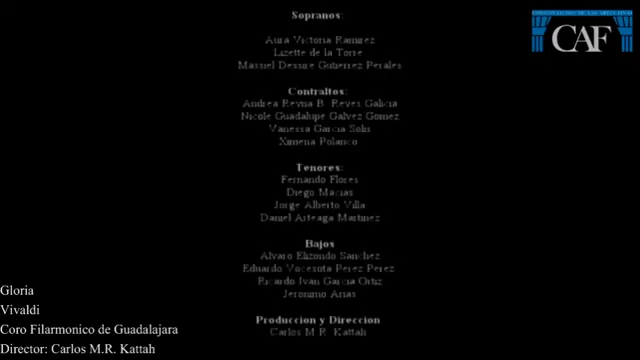 Sopranos:
Aura Victoria Ramirez
Lizette de la Torre
Massiel Dessire Gutierrez Perales
Contraltos:
Andrea Reyna B. Reyes Galicia
Nicole Guadalupe Galvez Gomez
Vanessa Garcia Solis
Ximena Polanco
Tenores:
Fernando Flores
Diego Macias
Jorge Alberto Villa
Daniel Arteaga Martinez
Bajos
Alvaro Elizondo Sanchez
Eduardo Perez Perez
Ricardo Ivan Garcia Ortiz
Jeronimo Arias
Produccion y Direccion
Carlos M.R. Kattah
CAF
Gloria
Vivaldi
Coro Filarmonico de Guadalajara
Director: Carlos M.R. Kattah